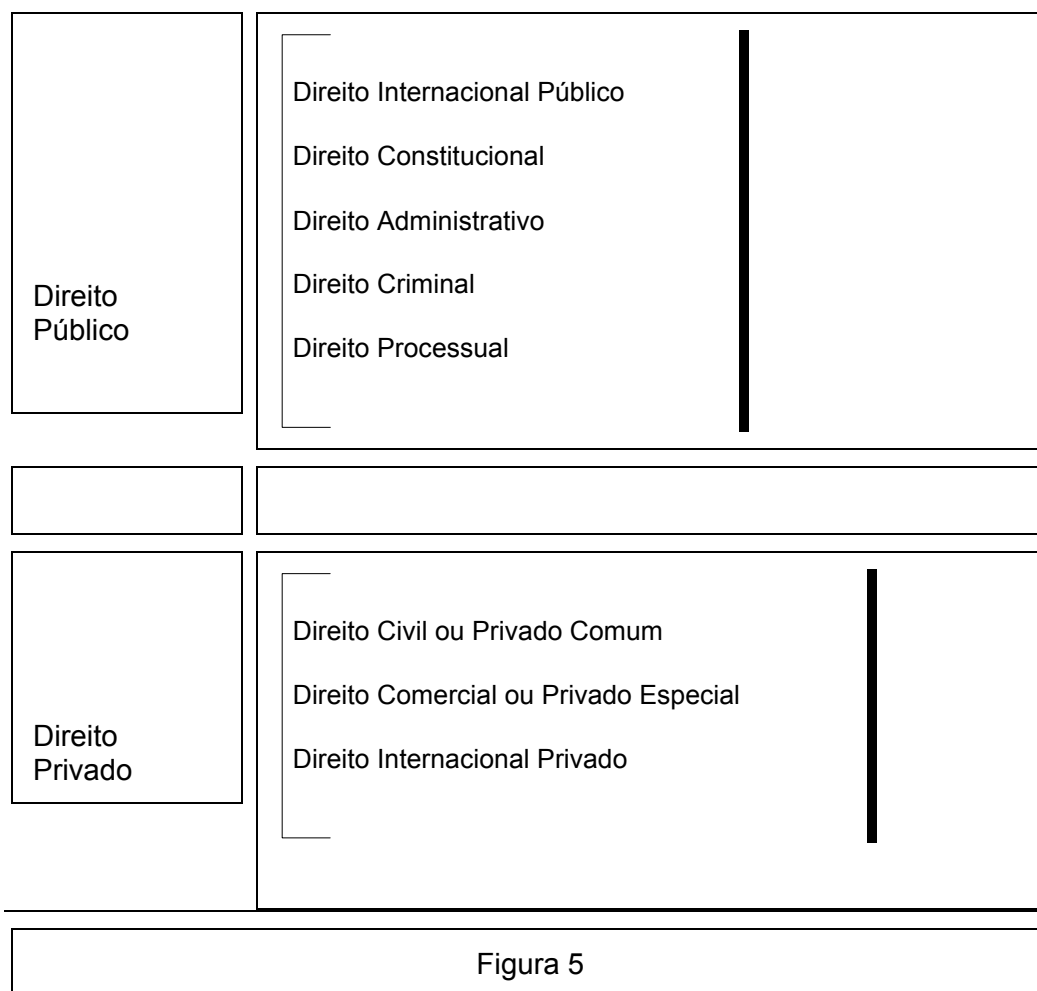 Direito Internacional Público
Direito Constitucional
Direito Administrativo
Direito Criminal
Direito Processual
Direito
Público
Direito Civil ou Privado Comum
Direito Comercial ou Privado Especial
Direito Internacional Privado
Direito
Privado
Figura 5